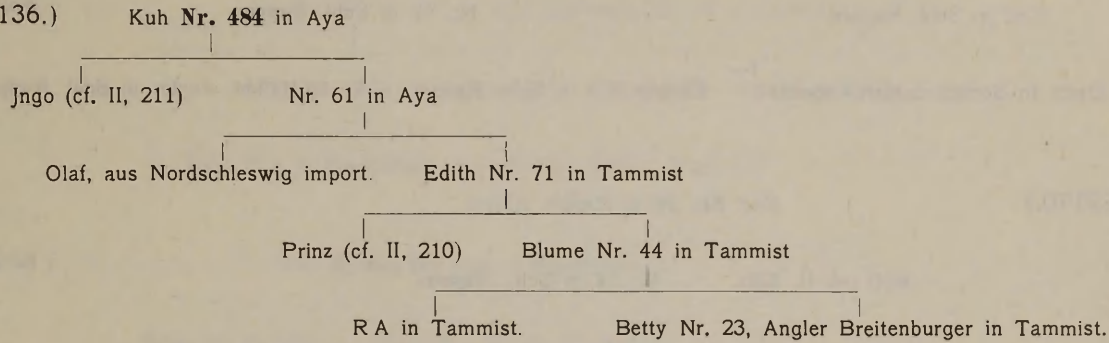 136.) Kuh Nr. 484 in Aya
Jngo (cf. II, 211) Nr. 61 in Aya
Olaf, aus Nordschleswig import. Edith Nr. 71 in Tammist
Prinz (cf. II, 210) Blume Nr. 44 in Tammist
R A in Tammist. Betty Nr. 23, Angler Breitenburger in Tammist.